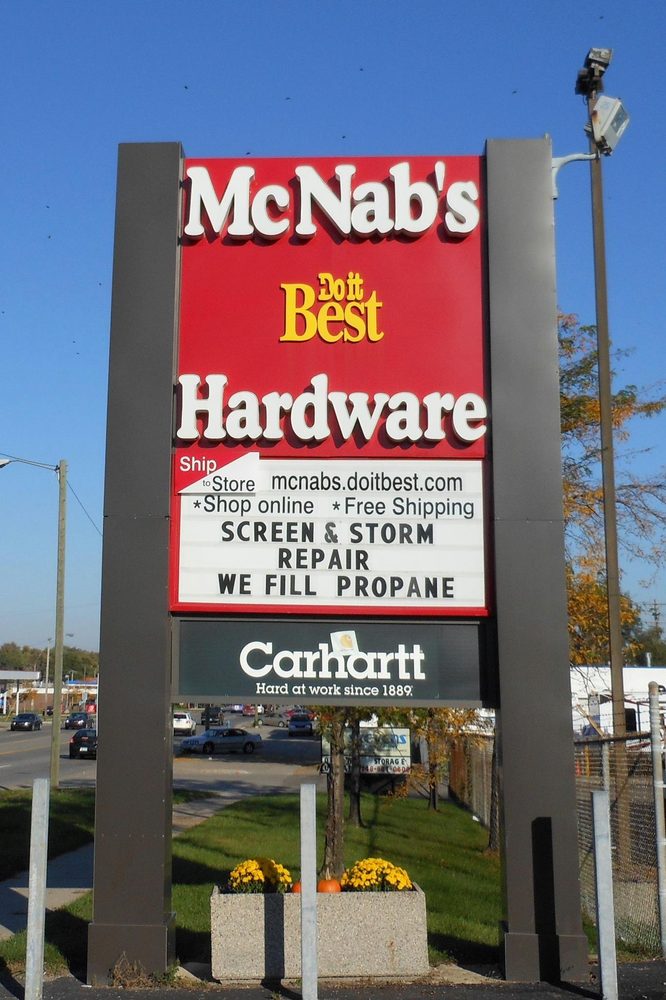 McNab's
Do it
Best
Hardware
Ship
to Store
mcnabs.doitbest.com
*Shop online *Free Shipping
SCREEN & STORM
REPAIR
WE FILL PROPANE
Carhartt
Hard at work since 1889.
STORAGE